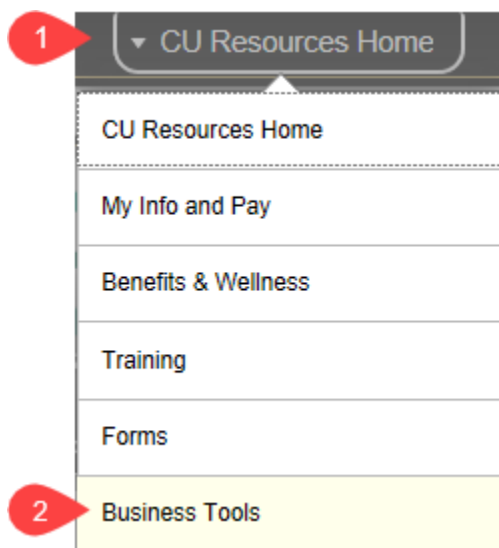 1
CU Resources Home
CU Resources Home
My Info and Pay
Benefits & Wellness
Training
Forms
2
Business Tools